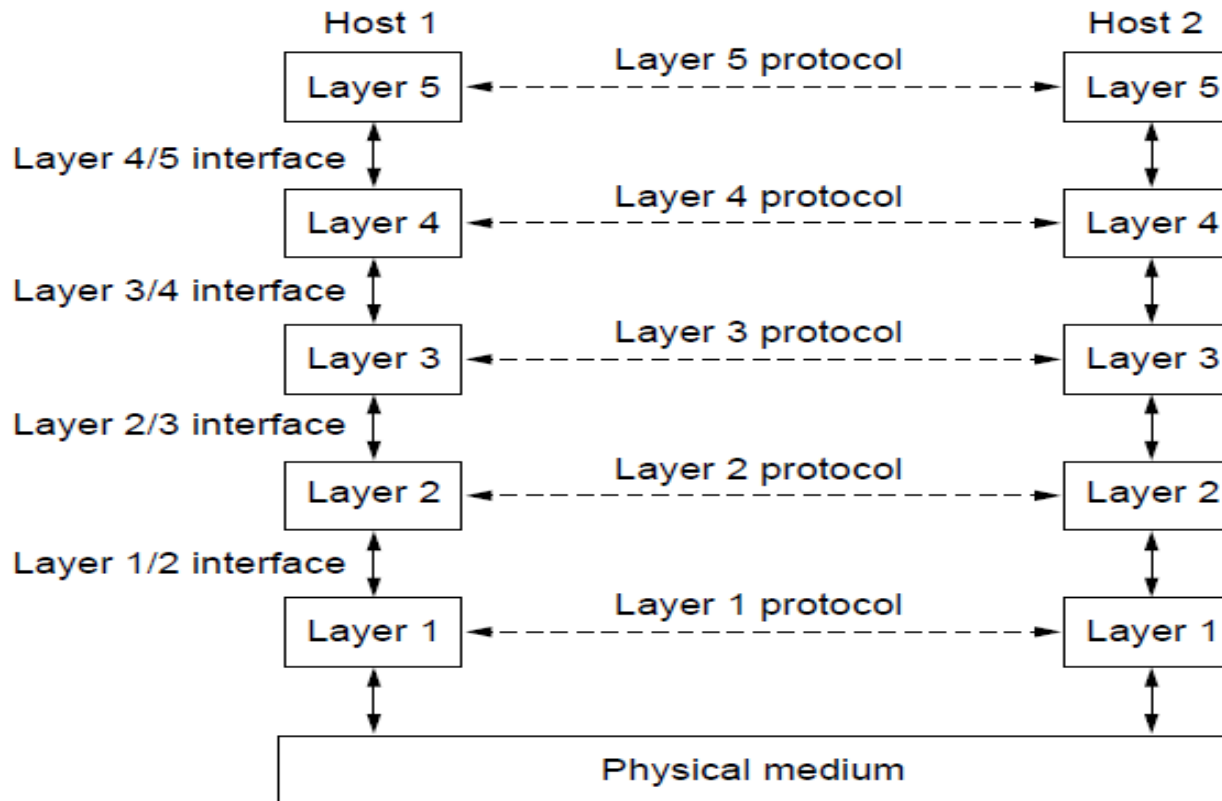 Host 1
Host 2
Layer 5
Layer 5 protocol
Layer 5
Layer 4/5 interface
Layer 4
Layer 4 protocol
Layer 4
Layer 3/4 interface
Layer 3
Layer 3 protocol
Layer 3
Layer 2/3 interface
Layer 2
Layer 2 protocol
Layer 2
Layer 1/2 interface
Layer 1
Layer 1 protocol
Layer 1
Physical medium